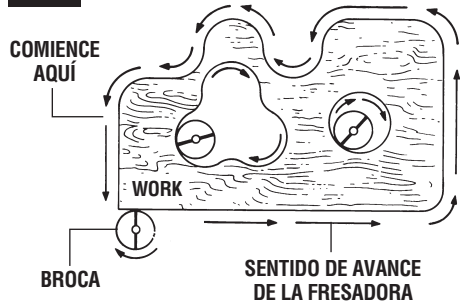 COMIENCE
AQUÍ
WORK
BROCA
SENTIDO DE AVANCE
DE LA FRESADORA